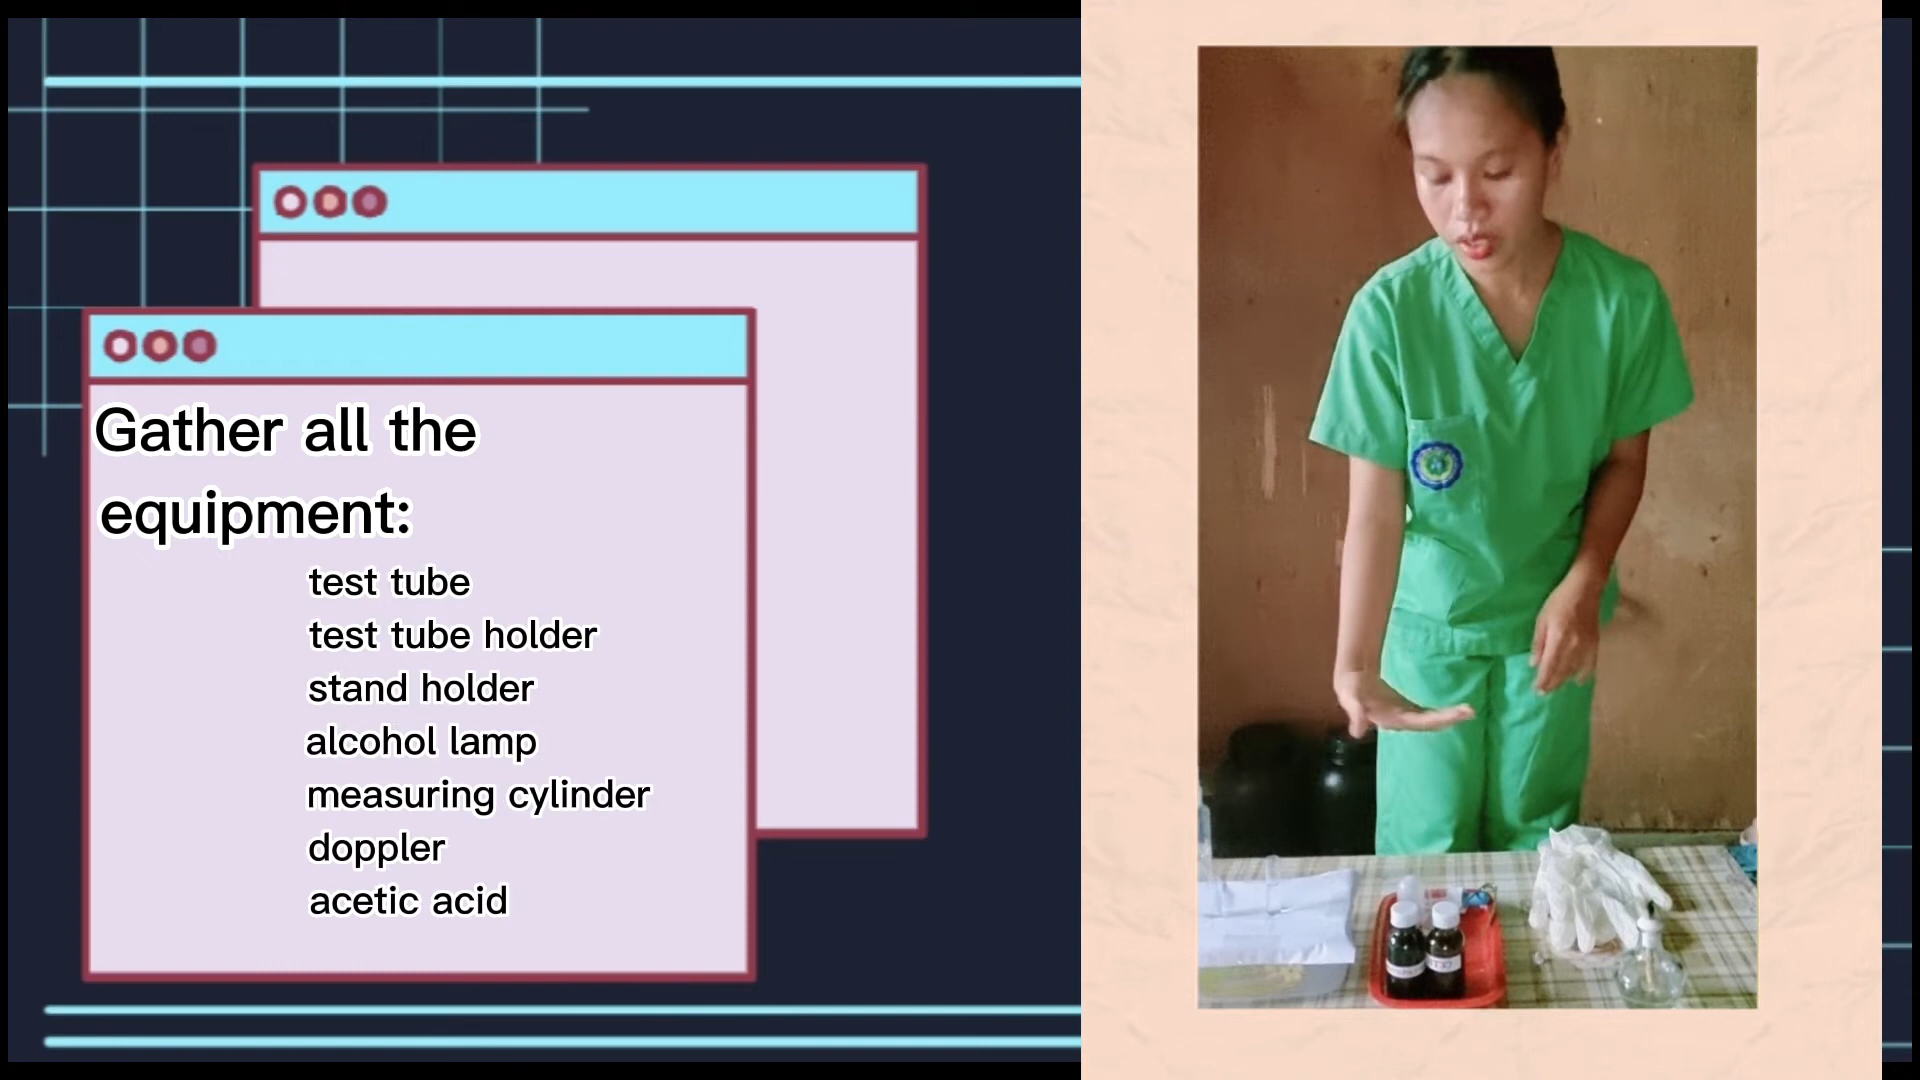 Gather all the
equipment:
test tube
test tube holder
stand holder
alcohol lamp
measuring cylinder
doppler
acetic acid